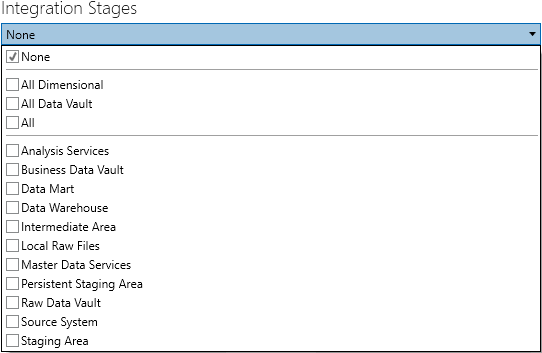 Integration Stages
None
None
All Dimensional
All Data Vault
All
Analysis Services
Business Data Vault
Data Mart
Data Warehouse
Intermediate Area
Local Raw Files
Master Data Services
Persistent Staging Area
Raw Data Vault
Source System
Staging Area